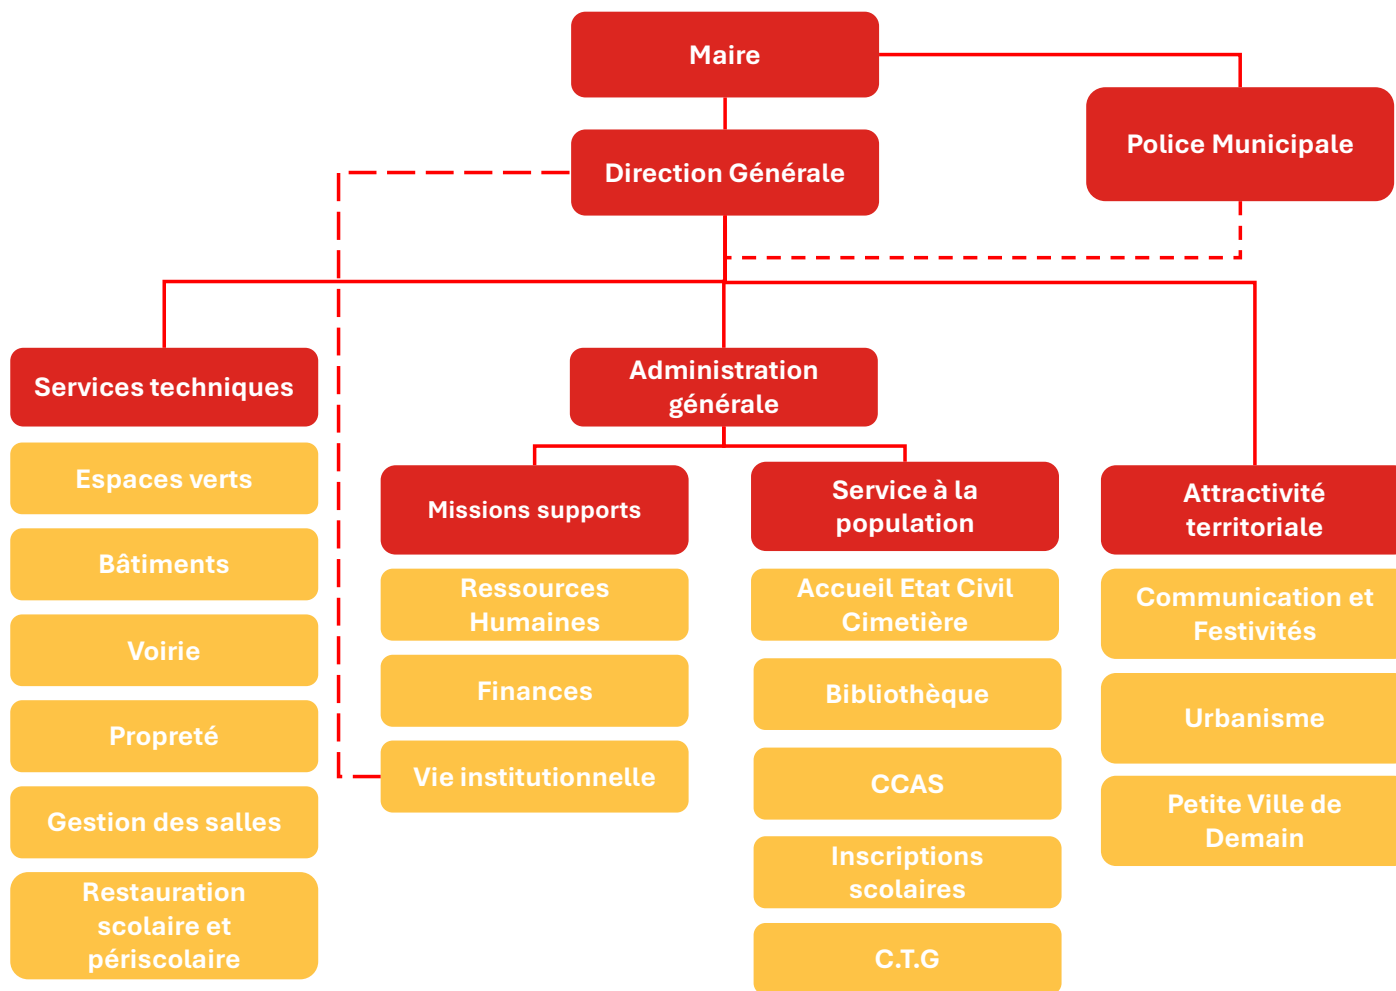 Maire
Police Municipale
Direction Générale
Services techniques
Espaces verts
Bâtiments
Voirie
Propreté
Gestion des salles
Restauration
scolaire et
périscolaire
Administration
générale
Missions supports
Ressources
Humaines
Finances
Vie institutionnelle
Service à la
population
Accueil Etat Civil
Cimetière
Bibliothèque
CCAS
Inscriptions
scolaires
C.T.G
Attractivité
territoriale
Communication et
Festivités
Urbanisme
Petite Ville de
Demain